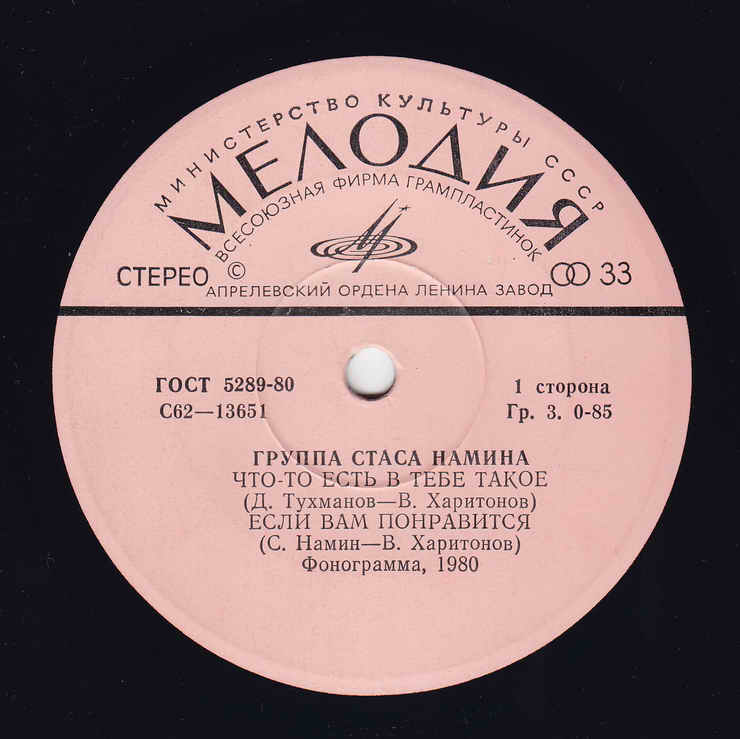 МИНИСТЕРСТВО КУЛЬТУРЫ СССР
МЕЛОДИЯ
ВСЕСОЮЗНАЯ ФИРМА ГРАМПЛАСТИНОК
СТЕРЕО © 33
АПРЕЛЕВСКИЙ ОРДЕНА ЛЕНИНА ЗАВОД
ГОСТ 5289-80 1 сторона
С62—13651 Гр. 3. 0-85
ГРУППА СТАСА НАМИНА
ЧТО-ТО ЕСТЬ В ТЕБЕ ТАКОЕ
(Д. Тухманов—В. Харитонов)
ЕСЛИ ВАМ ПОНРАВИТСЯ
(С. Намин—В. Харитонов)
Фонограмма, 1980